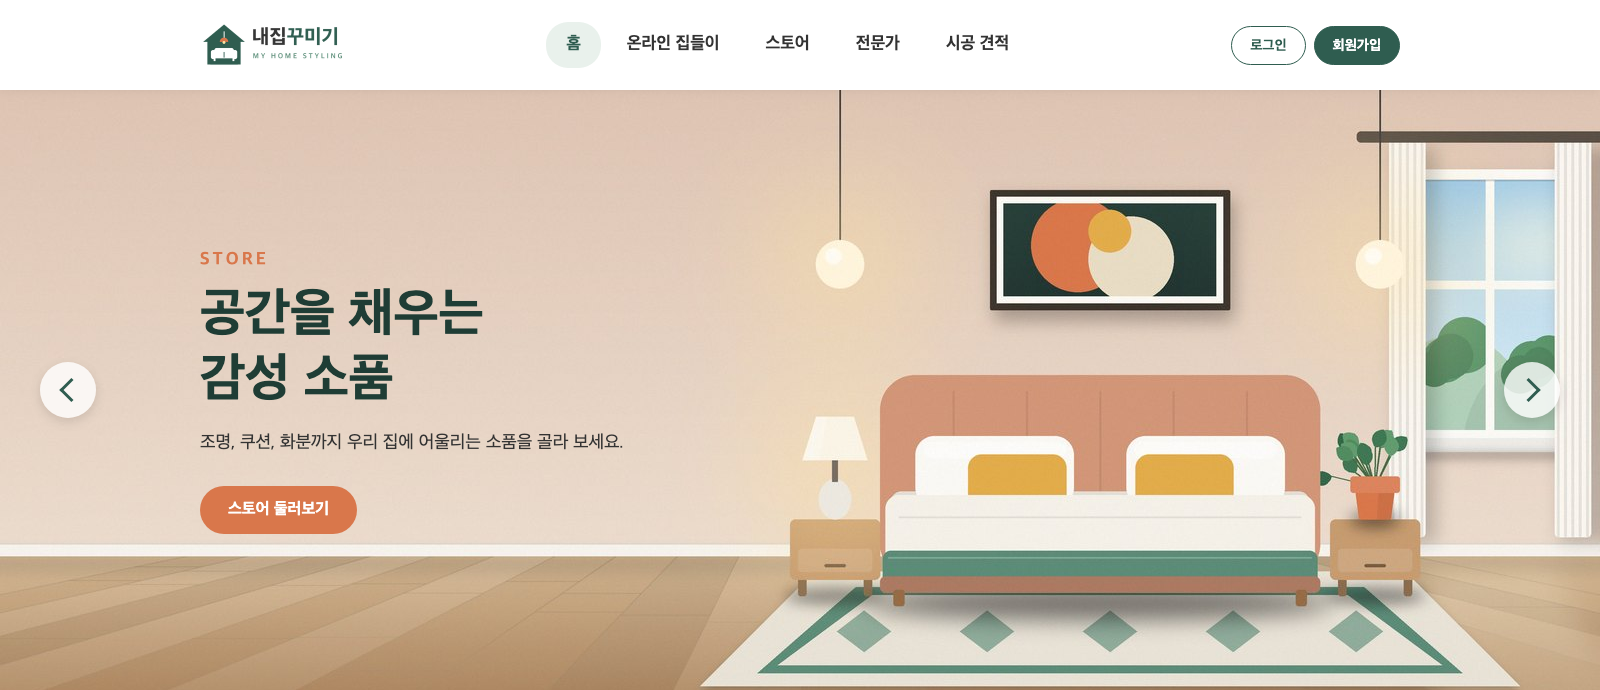 내집꾸미기
MY HOME STYLING
홈
온라인 집들이
스토어
전문가
시공 견적
로그인
회원가입
STORE
공간을 채우는
감성 소품
조명, 쿠션, 화분까지 우리 집에 어울리는 소품을 골라 보세요.
스토어 둘러보기